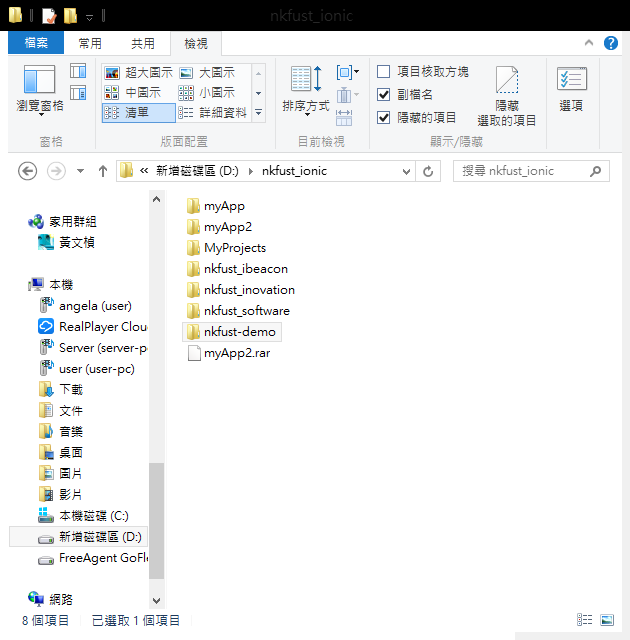 nkfust_ionic
檔案 常用 共用 檢視
瀏覽窗格
超大圖示 大圖示
中圖示 小圖示
清單 詳細資料
排序方式
項目核取方塊
副檔名
隱藏的項目
隱藏
選取的項目
選項
窗格 版面配置 目前檢視 顯示/隱藏
« 新增磁碟區 (D:) nkfust_ionic
搜尋 nkfust_ionic
家用群組
黃文楨
本機
angela (user)
RealPlayer Clou
Server (server-p
user (user-pc)
下載
文件
音樂
桌面
圖片
影片
本機磁碟 (C:)
新增磁碟區 (D:)
FreeAgent GoFle
網路
myApp
myApp2
MyProjects
nkfust_ibeacon
nkfust_inovation
nkfust_software
nkfust-demo
myApp2.rar
8 個項目 已選取 1 個項目